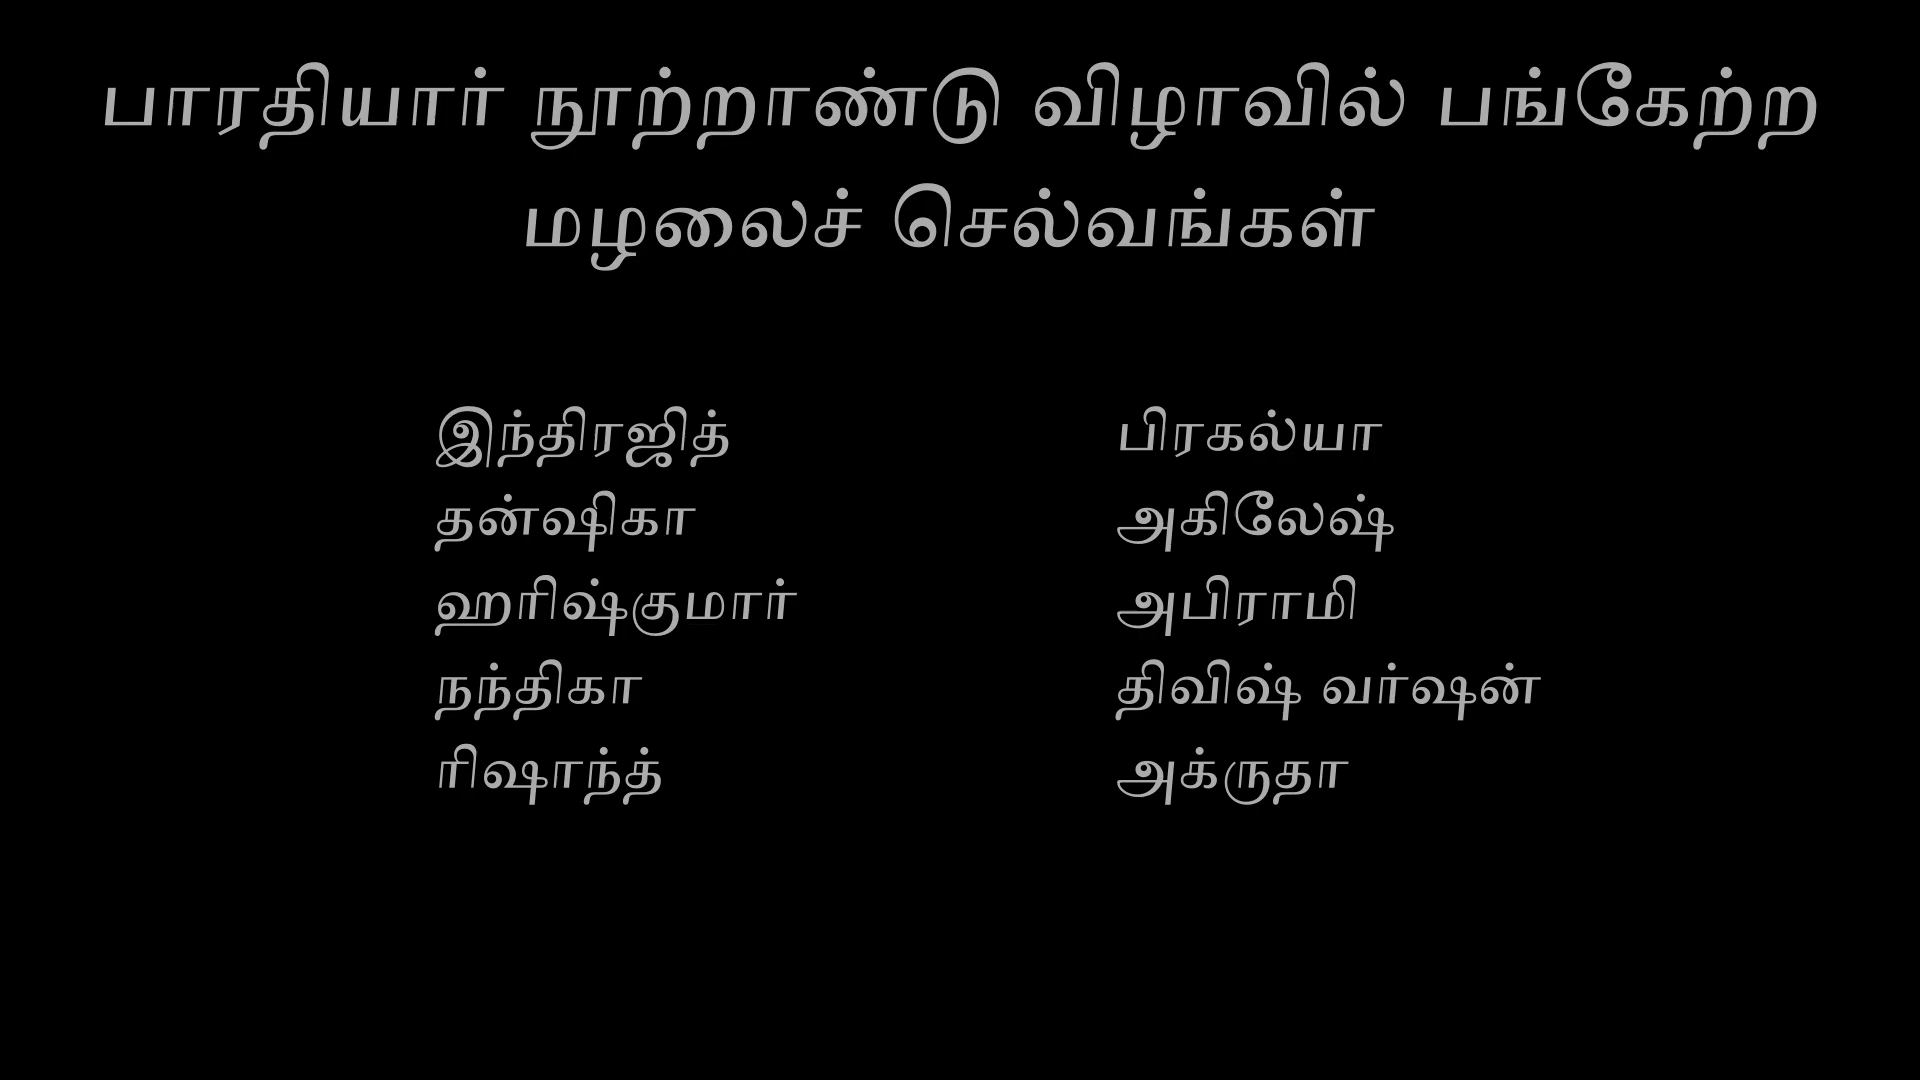 பாரதியார் நூற்றாண்டு விழாவில் பங்கேற்ற
மழலைச் செல்வங்கள்
இந்திரஜித்
தன்ஷிகா
ஹரிஷ்குமார்
நந்திகா
ரிஷாந்த்
பிரகல்யா
அகிலேஷ்
அபிராமி
திவிஷ் வர்ஷன்
அக்ருதா